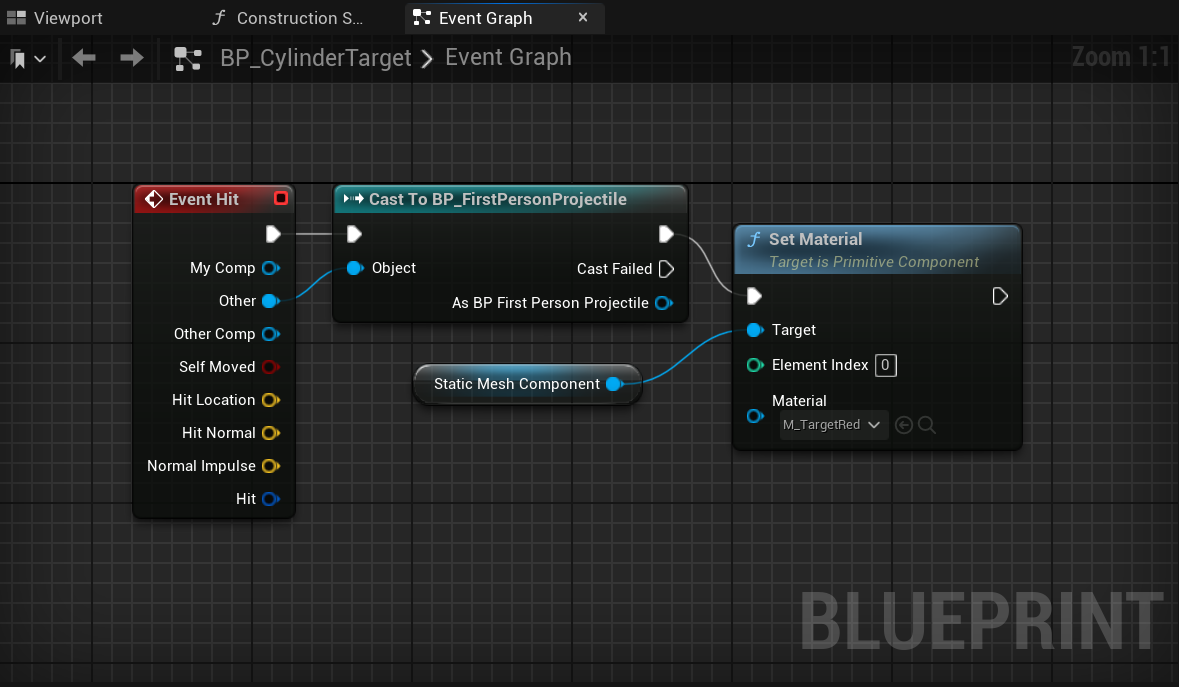 Viewport
Construction S...
Event Graph
BP_CylinderTarget
Event Graph
Zoom 1:1
Event Hit
My Comp
Other
Other Comp
Self Moved
Hit Location
Hit Normal
Normal Impulse
Hit
Cast To BP_FirstPersonProjectile
Object
Cast Failed
As BP First Person Projectile
Static Mesh Component
Set Material
Target is Primitive Component
Target
Element Index 0
Material
M_TargetRed
BLUEPRINT